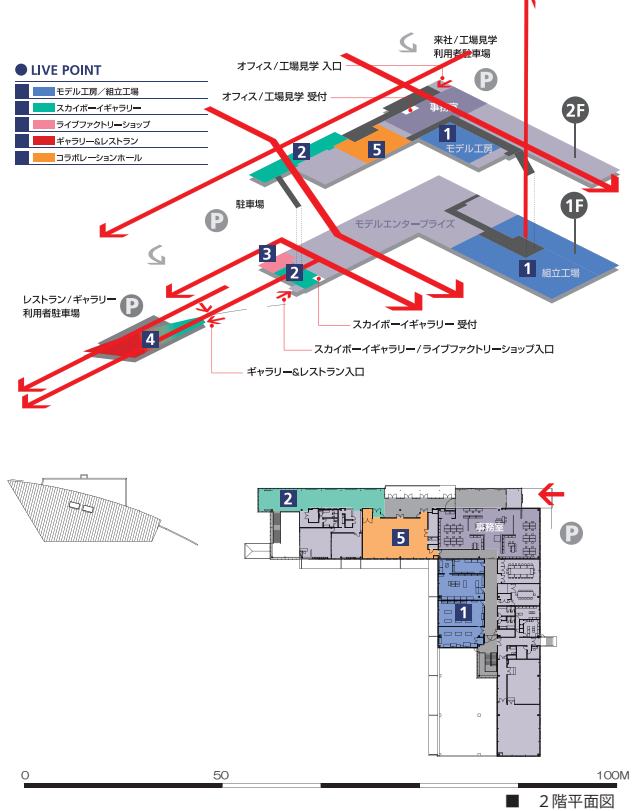 来社/工場見学
利用者駐車場
オフィス/工場見学 入口
P
LIVE POINT
モデル工房／組立工場
スカイボーイギャラリー
ライブファクトリーショップ
ギャラリー&レストラン
コラボレーションホール
オフィス/工場見学 受付
事務室
2F
1
モデル工房
2
5
駐車場
P
1F
モデルエンタープライズ
3
2
1
組立工場
レストラン/ギャラリー
利用者駐車場
P
4
スカイボーイギャラリー 受付
スカイボーイギャラリー/ライブファクトリーショップ入口
ギャラリー&レストラン入口
2
5
事務室
P
1
0 50 100M
2階平面図